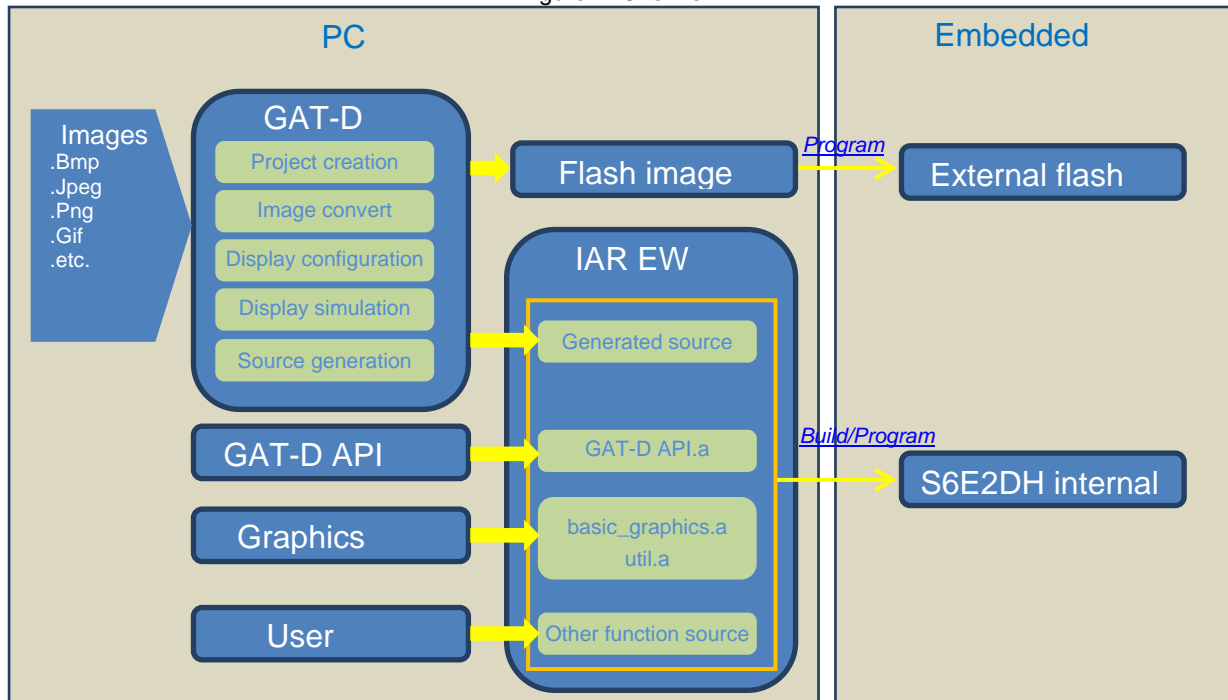 PC
Embedded
Images
.Bmp
.Jpeg
.Png
.Gif
.etc.
GAT-D
Project creation
Image convert
Display configuration
Display simulation
Source generation
Flash image
Program
External flash
IAR EW
Generated source
GAT-D API
GAT-D API.a
Build/Program
S6E2DH internal
Graphics
basic_graphics.a
util.a
User
Other function source